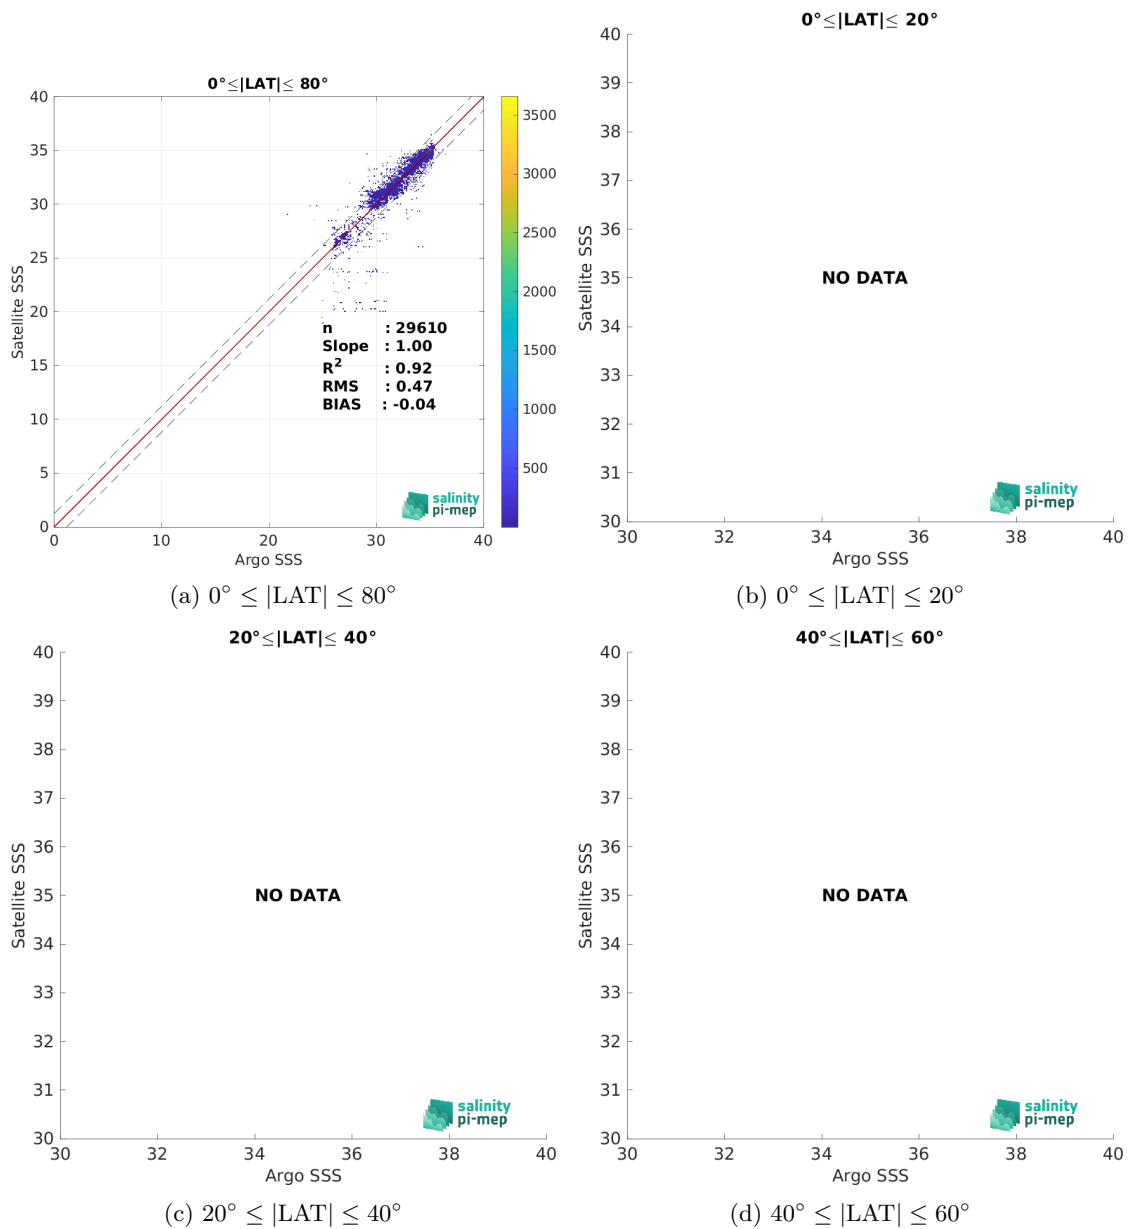 0°≤|LAT|≤ 80°
40
35
30
25
20
15
10
5
0
0
10
20
30
40
Satellite SSS
Argo SSS
n : 29610
Slope : 1.00
R² : 0.92
RMS : 0.47
BIAS : -0.04
3500
3000
2500
2000
1500
1000
500
salinity
pi-mep
(a) 0° ≤ |LAT| ≤ 80°
0°≤|LAT|≤ 20°
40
39
38
37
36
35
34
33
32
31
30
30
32
34
36
38
40
Satellite SSS
Argo SSS
NO DATA
salinity
pi-mep
(b) 0° ≤ |LAT| ≤ 20°
20°≤|LAT|≤ 40°
40
39
38
37
36
35
34
33
32
31
30
30
32
34
36
38
40
Satellite SSS
Argo SSS
NO DATA
salinity
pi-mep
(c) 20° ≤ |LAT| ≤ 40°
40°≤|LAT|≤ 60°
40
39
38
37
36
35
34
33
32
31
30
30
32
34
36
38
40
Satellite SSS
Argo SSS
NO DATA
salinity
pi-mep
(d) 40° ≤ |LAT| ≤ 60°